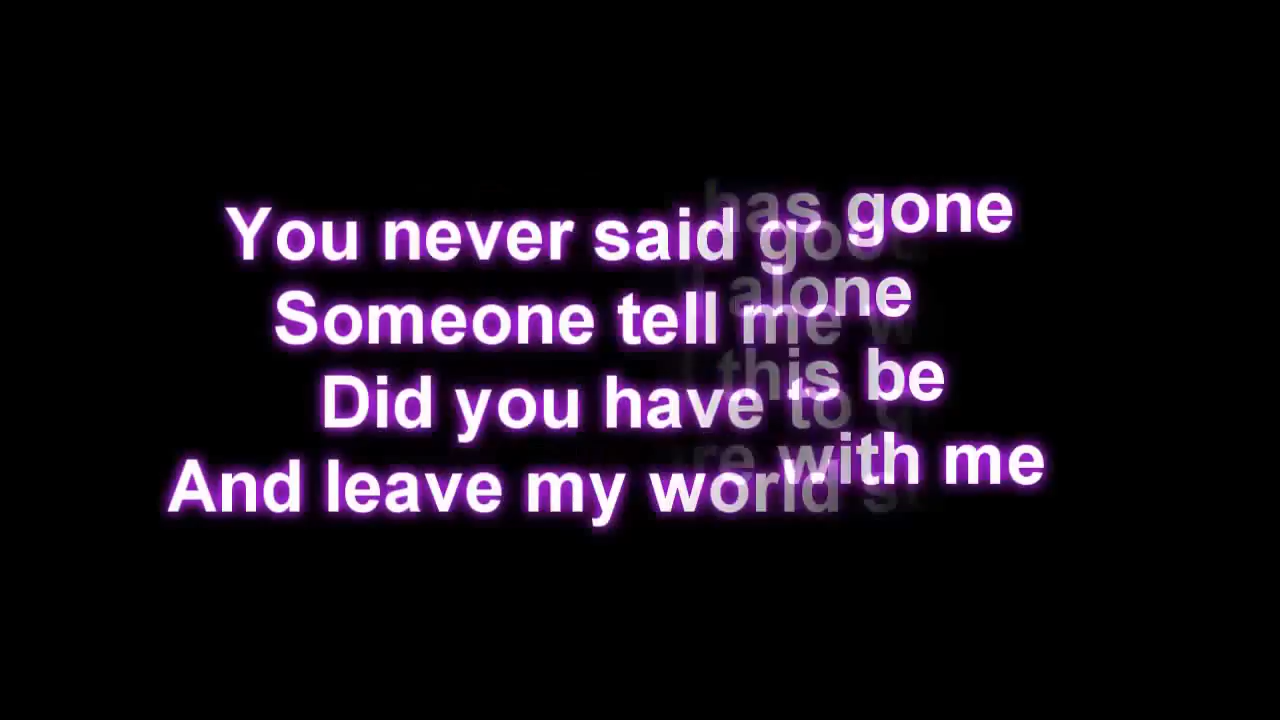 You never said has gone
Someone tell me alone
Did you have to this be
And leave my world with me